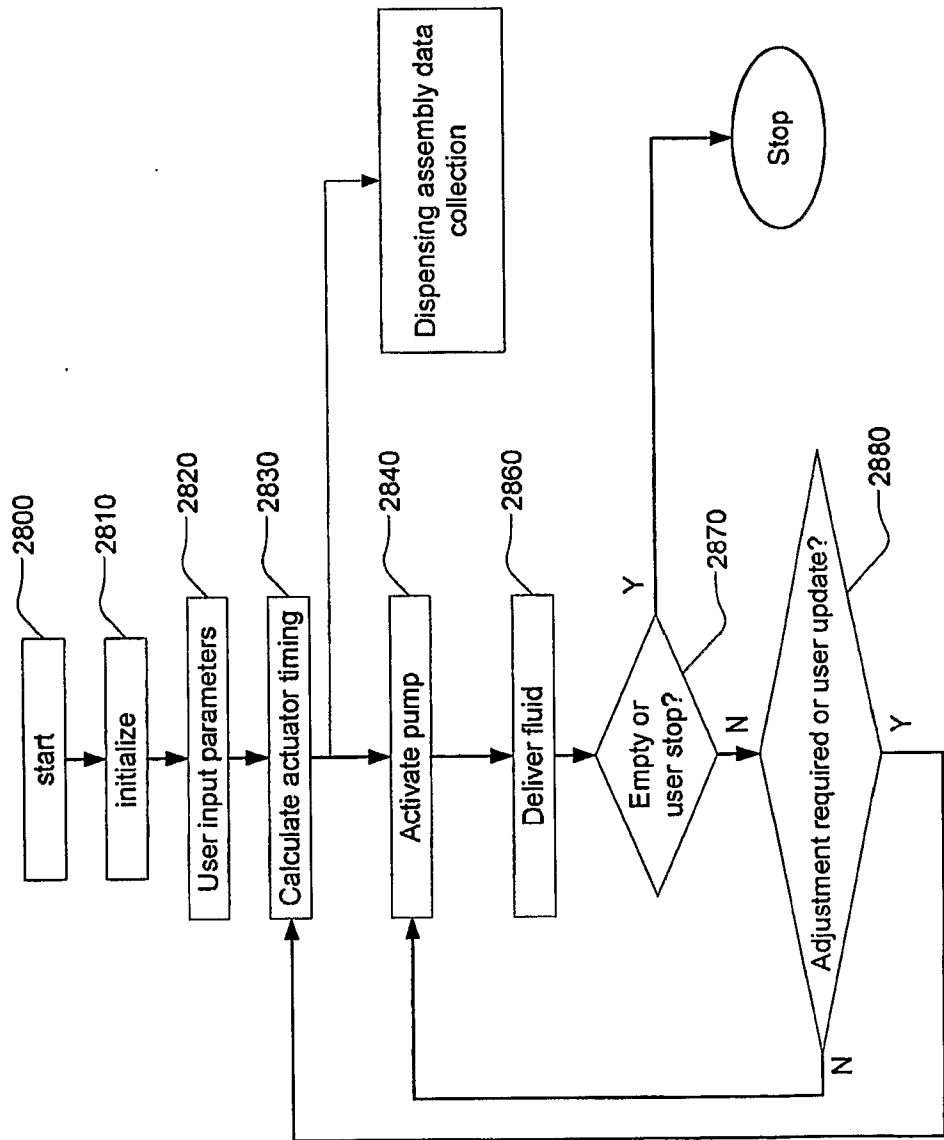 start
2800
initialize
2810
User input parameters
2820
Calculate actuator timing
2830
Dispensing assembly data
collection
Activate pump
2840
Deliver fluid
2860
Empty or
user stop?
2870
Y
Stop
N
Adjustment required or user update?
2880
N
Y